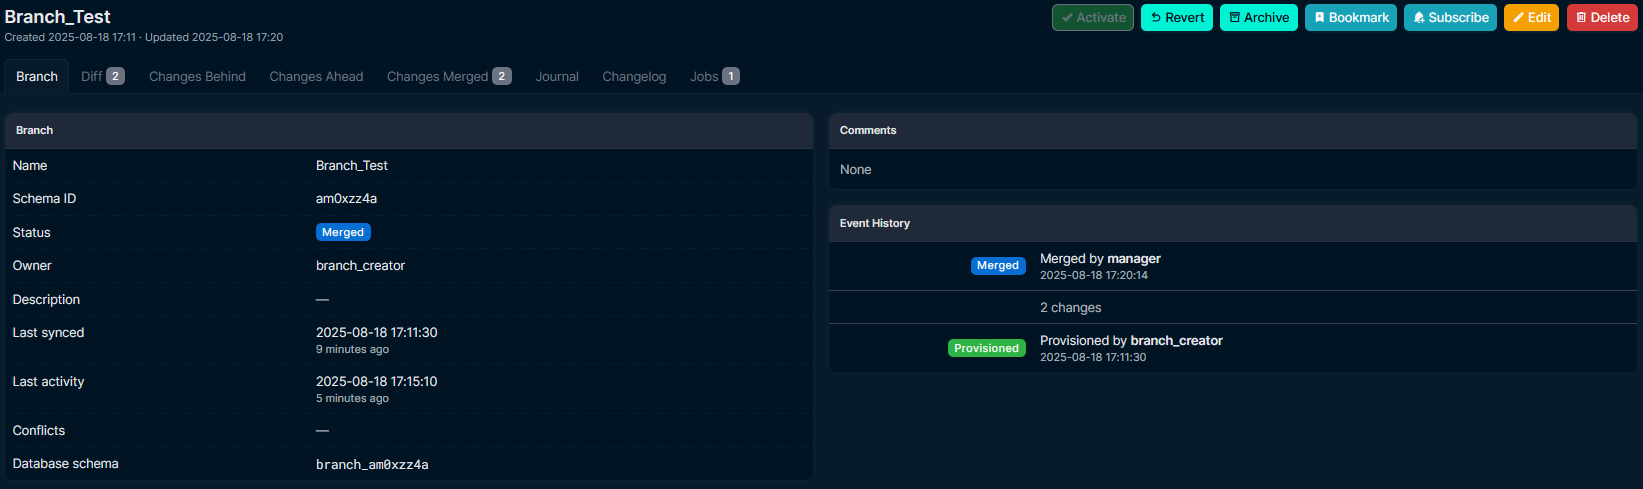 Branch_Test
Created 2025-08-18 17:11 · Updated 2025-08-18 17:20
Activate Revert Archive Bookmark Subscribe Edit Delete
Branch Diff 2 Changes Behind Changes Ahead Changes Merged 2 Journal Changelog Jobs 1
Branch
Name Branch_Test
Schema ID am0xzz4a
Status Merged
Owner branch_creator
Description —
Last synced 2025-08-18 17:11:30
9 minutes ago
Last activity 2025-08-18 17:15:10
5 minutes ago
Conflicts —
Database schema branch_am0xzz4a
Comments
None
Event History
Merged Merged by manager
2025-08-18 17:20:14
2 changes
Provisioned Provisioned by branch_creator
2025-08-18 17:11:30